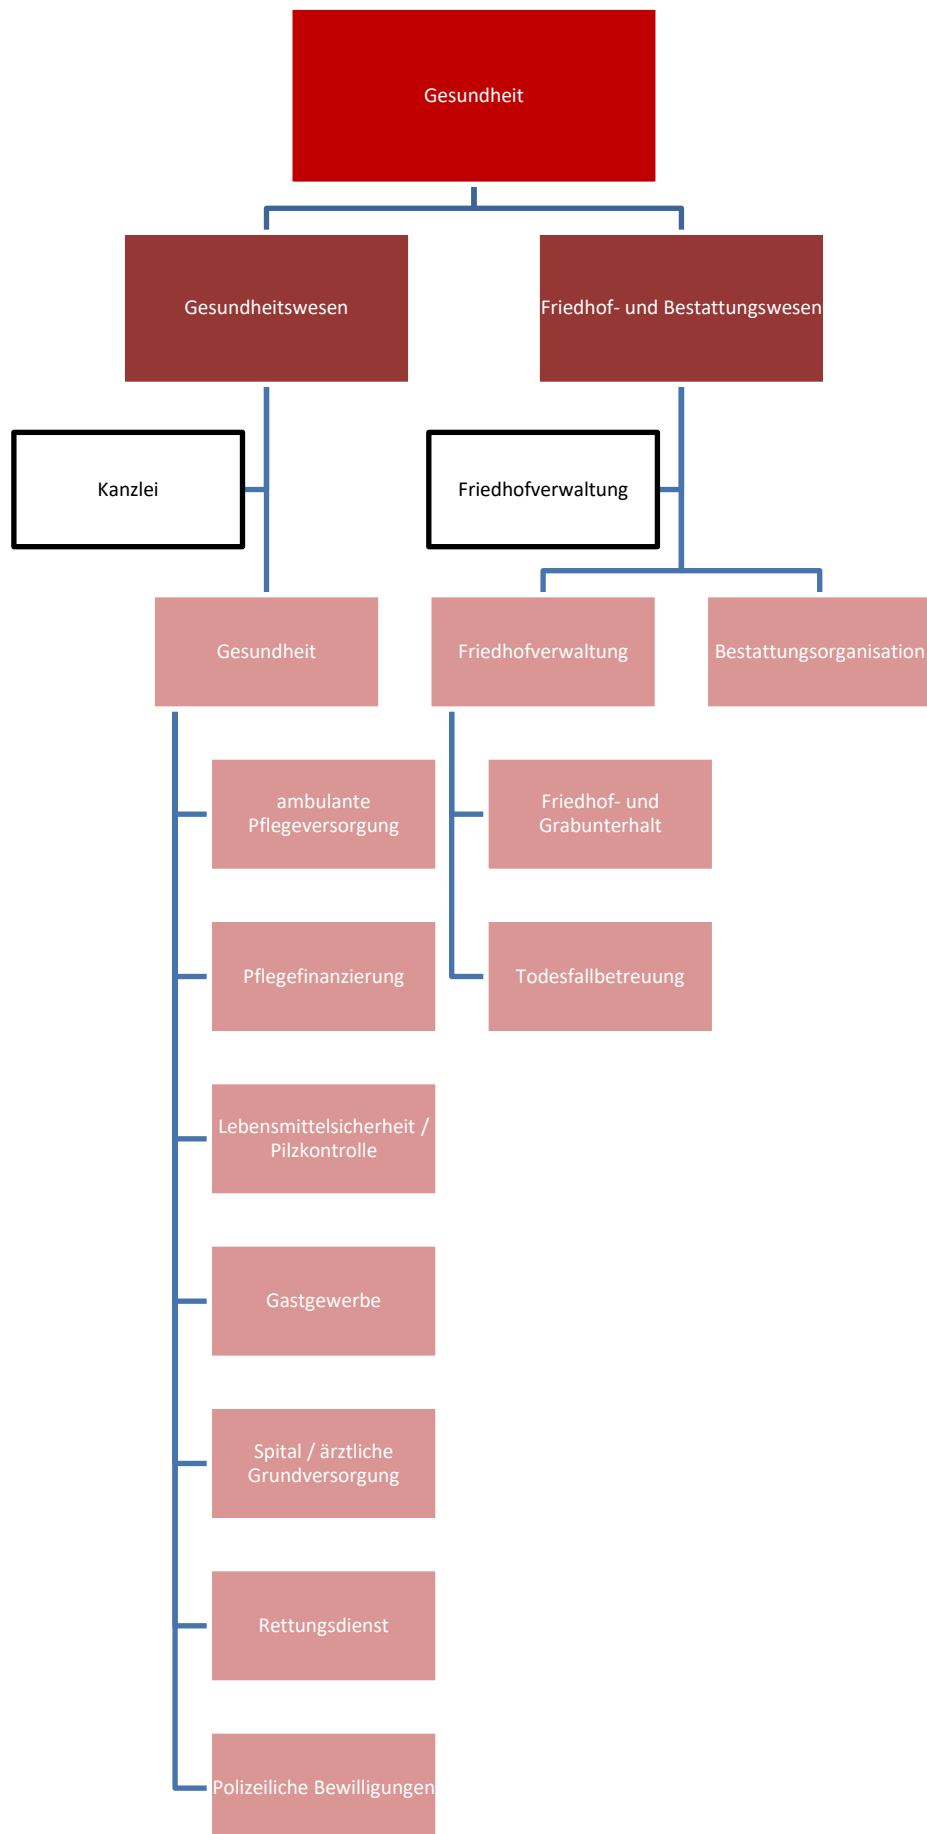 Gesundheit
Gesundheitswesen
Friedhof- und Bestattungswesen
Kanzlei
Friedhofverwaltung
Gesundheit
Friedhofverwaltung
Bestattungsorganisation
ambulante
Pflegeversorgung
Friedhof- und
Grabunterhalt
Pflegefinanzierung
Todesfallbetreuung
Lebensmittelsicherheit /
Pilzkontrolle
Gastgewerbe
Spital / ärztliche
Grundversorgung
Rettungsdienst
Polizeiliche Bewilligungen